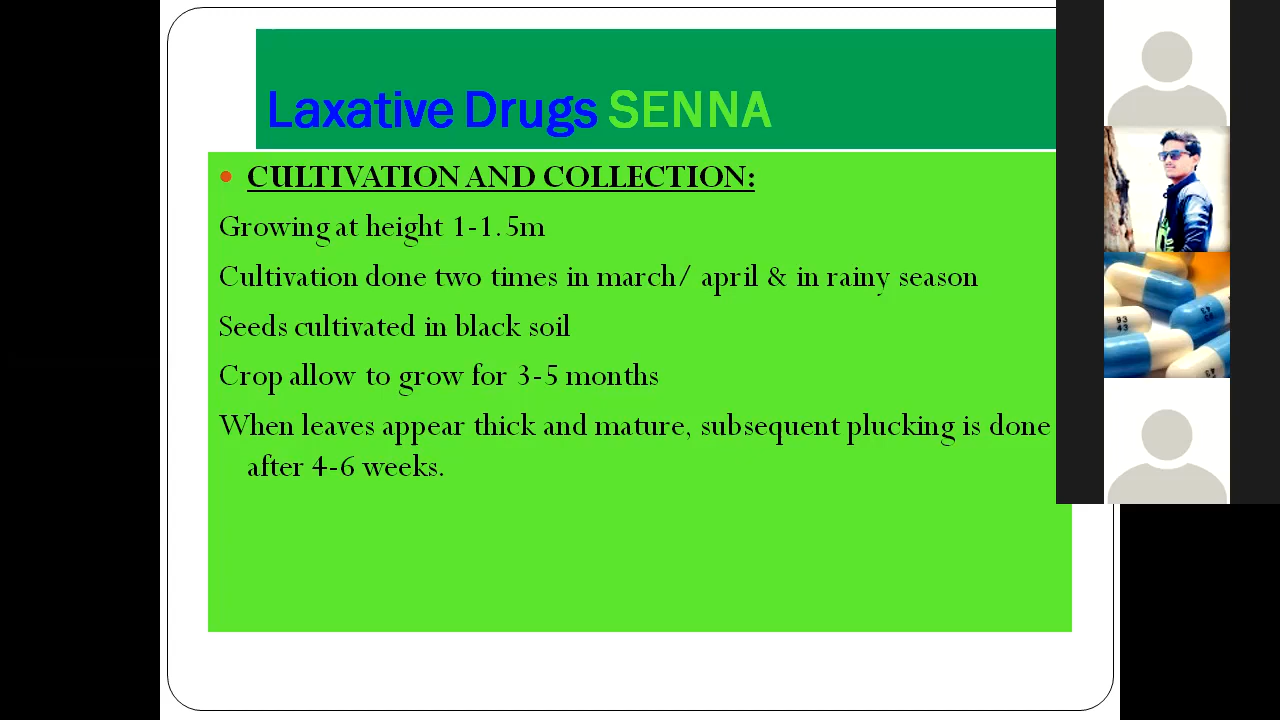 Laxative Drugs SENNA
CULTIVATION AND COLLECTION:
Growing at height 1-1.5m
Cultivation done two times in march/ april & in rainy season
Seeds cultivated in black soil
Crop allow to grow for 3-5 months
When leaves appear thick and mature, subsequent plucking is done
after 4-6 weeks.
93
43